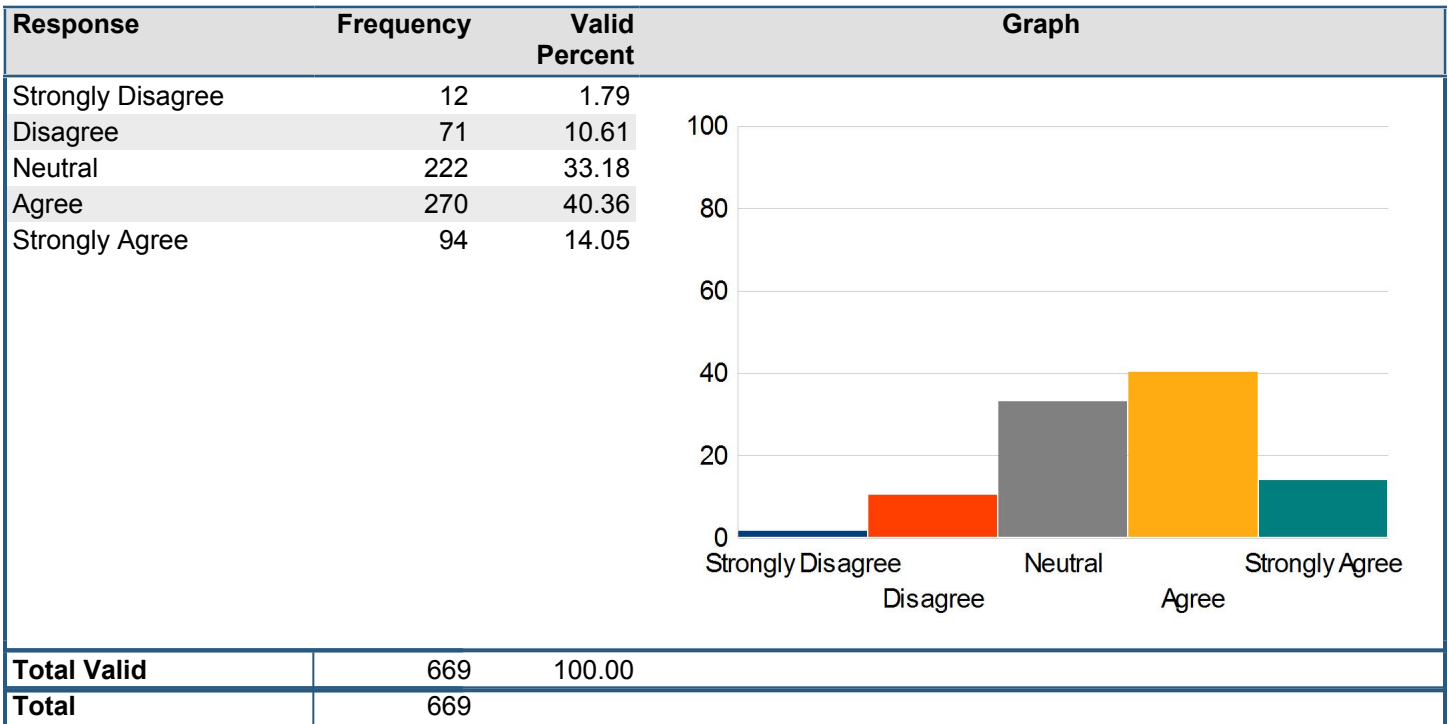 Response Frequency Valid Percent Graph
Strongly Disagree 12 1.79
Disagree 71 10.61
Neutral 222 33.18
Agree 270 40.36
Strongly Agree 94 14.05
100
80
60
40
20
0
Strongly Disagree Neutral Strongly Agree
Disagree Agree
Total Valid 669 100.00
Total 669